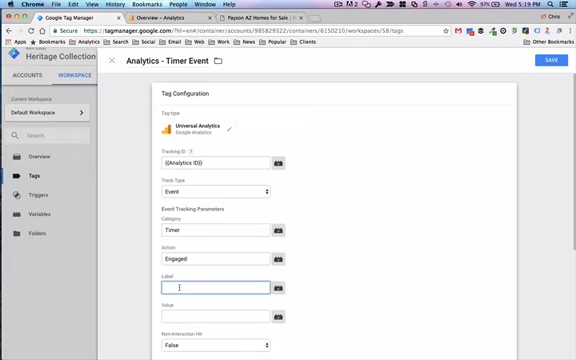 Chrome File Edit View History Bookmarks People Window Help
97% Wed 5:19 PM
Google Tag Manager
Overview – Analytics
Payson AZ Homes for Sale |
Chris
Secure https://tagmanager.google.com/#/container/accounts/985829322/containers/6150210/workspaces/58/tags
Apps Bookmarks Analytics Social Email Web Work News Popular Clients
Other Bookmarks
Heritage Collection
Analytics - Timer Event
SAVE
ACCOUNTS WORKSPACE
Current Workspace
Default Workspace
Search
Overview
Tags
Triggers
Variables
Folders
Tag Configuration
Tag type
Universal Analytics
Google Analytics
Tracking ID ?
{{Analytics ID}}
Track Type
Event
Event Tracking Parameters
Category
Timer
Action
Engaged
Label
Value
Non-Interaction Hit
False